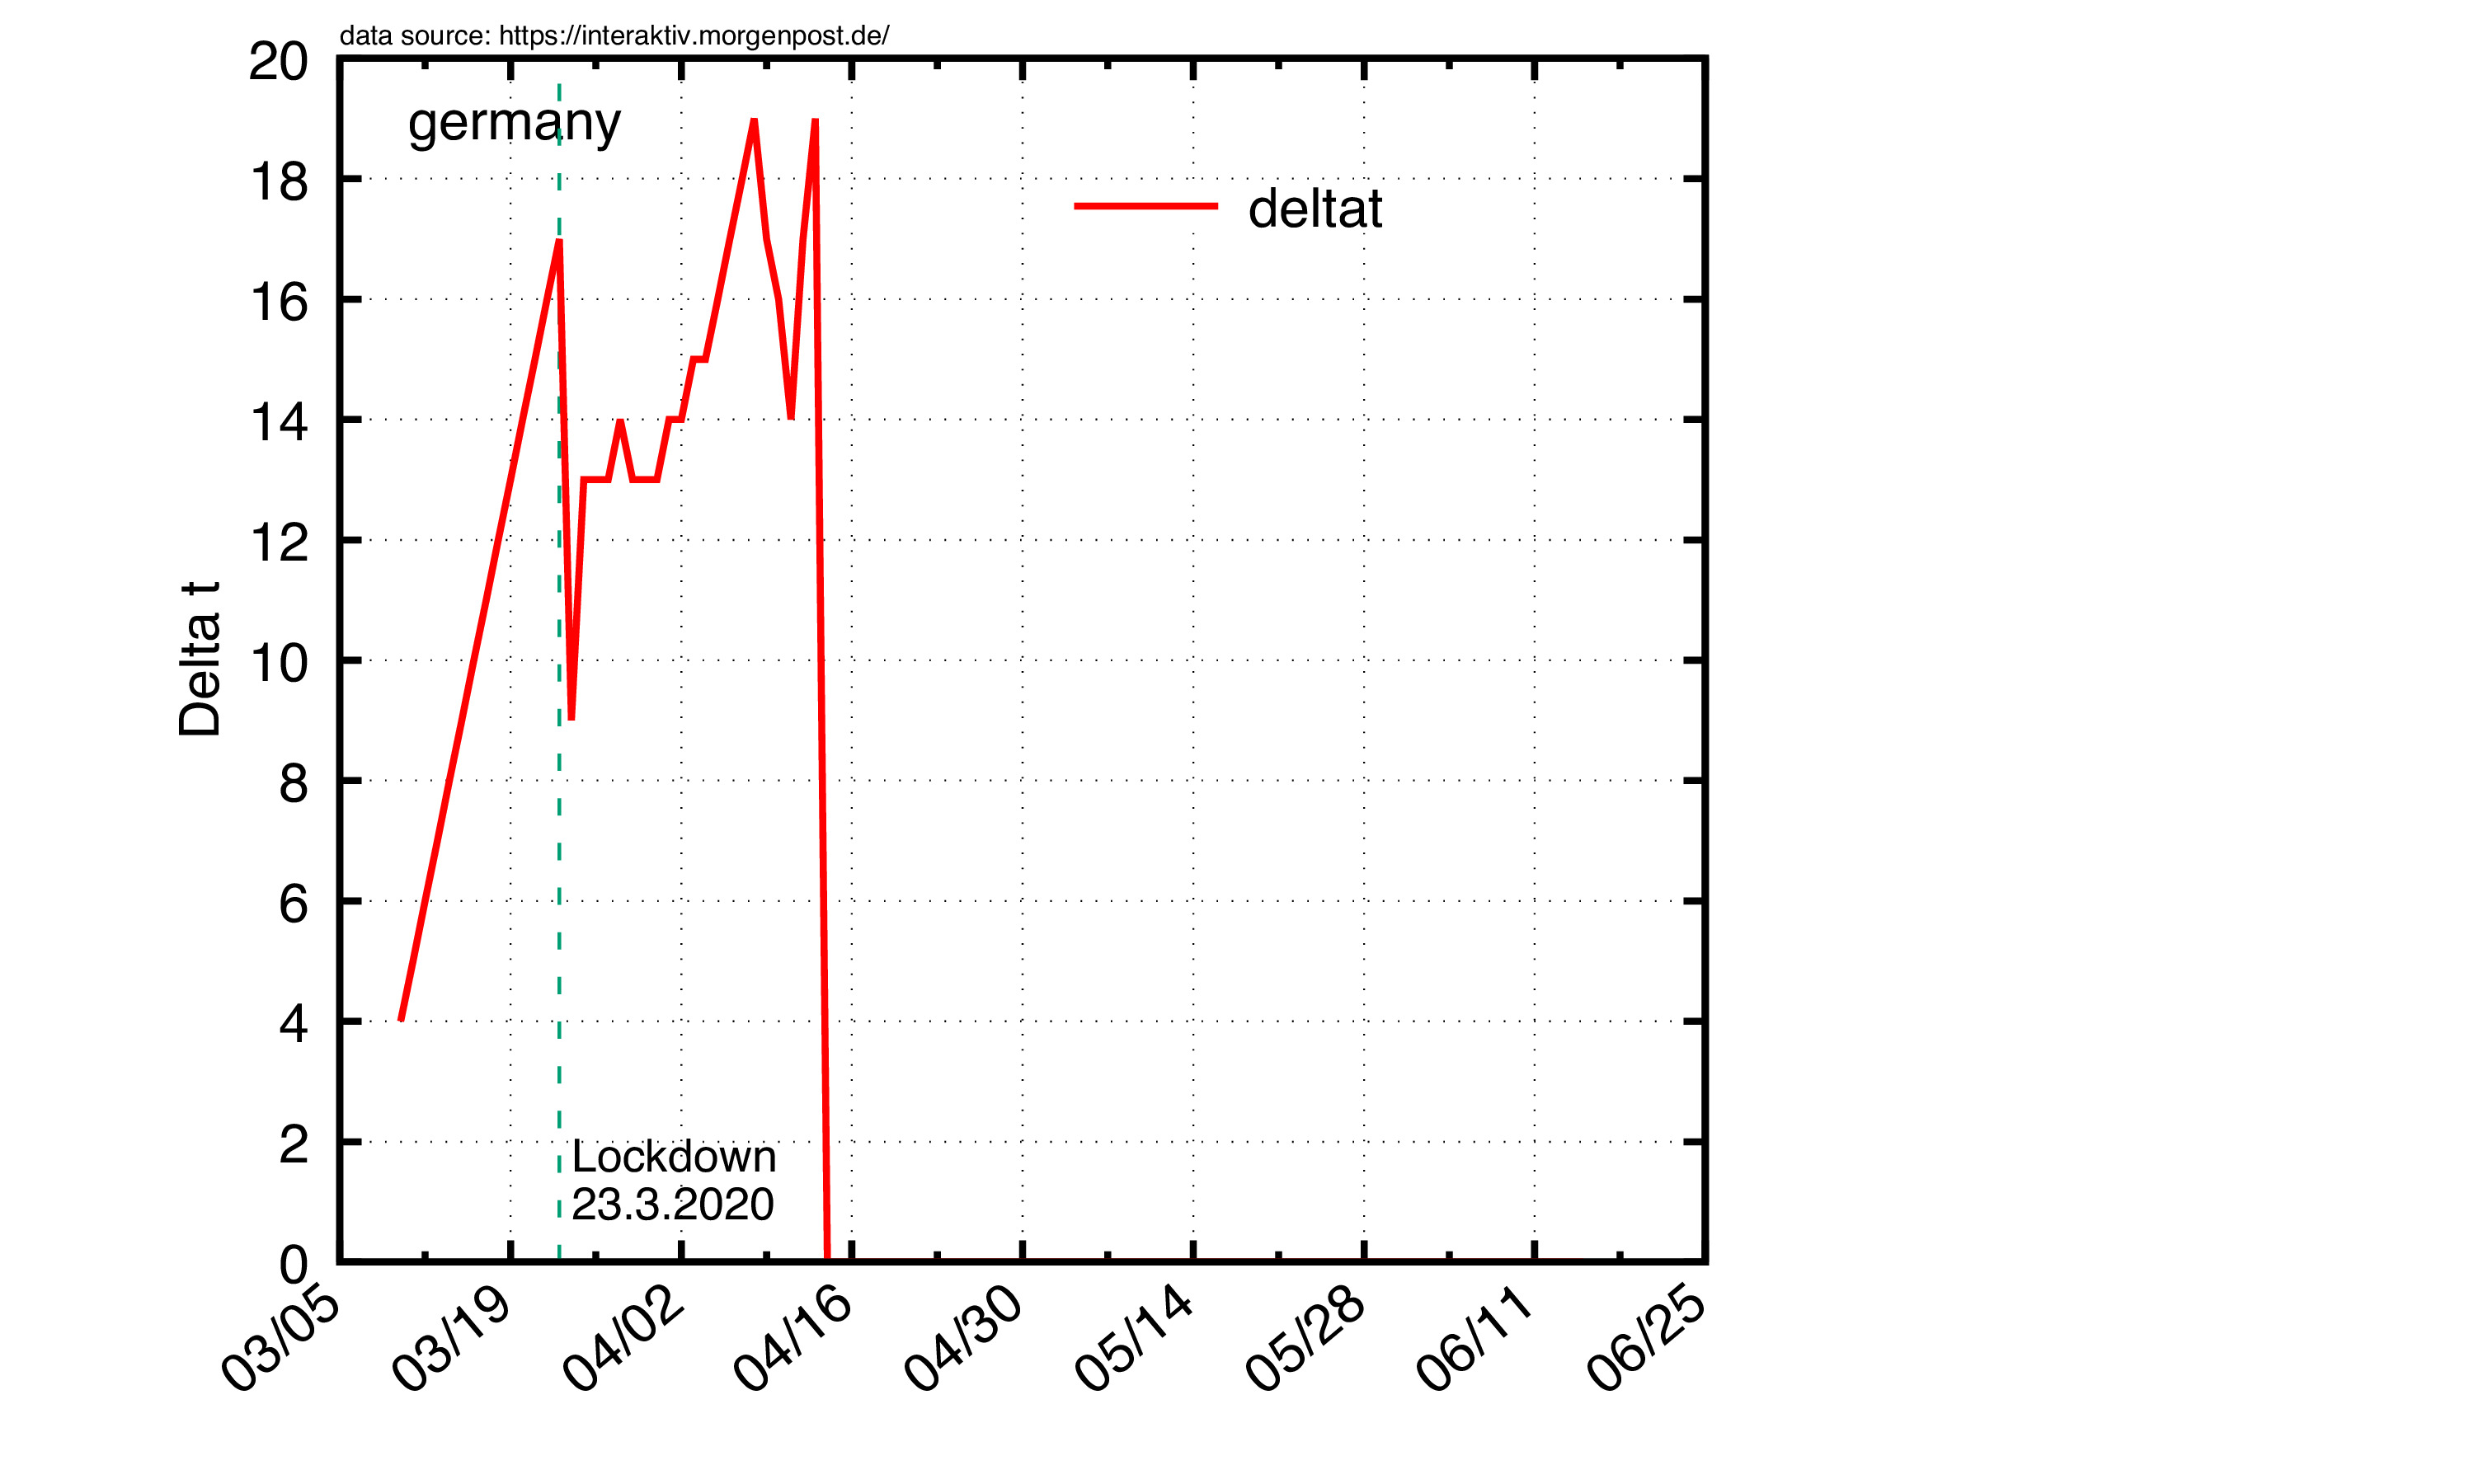 data source: https://interaktiv.morgenpost.de/
20
germany
18
deltat
16
14
12
10
Delta t
8
6
4
2
Lockdown
23.3.2020
0
03/05 03/19 04/02 04/16 04/30 05/14 05/28 06/11 06/25